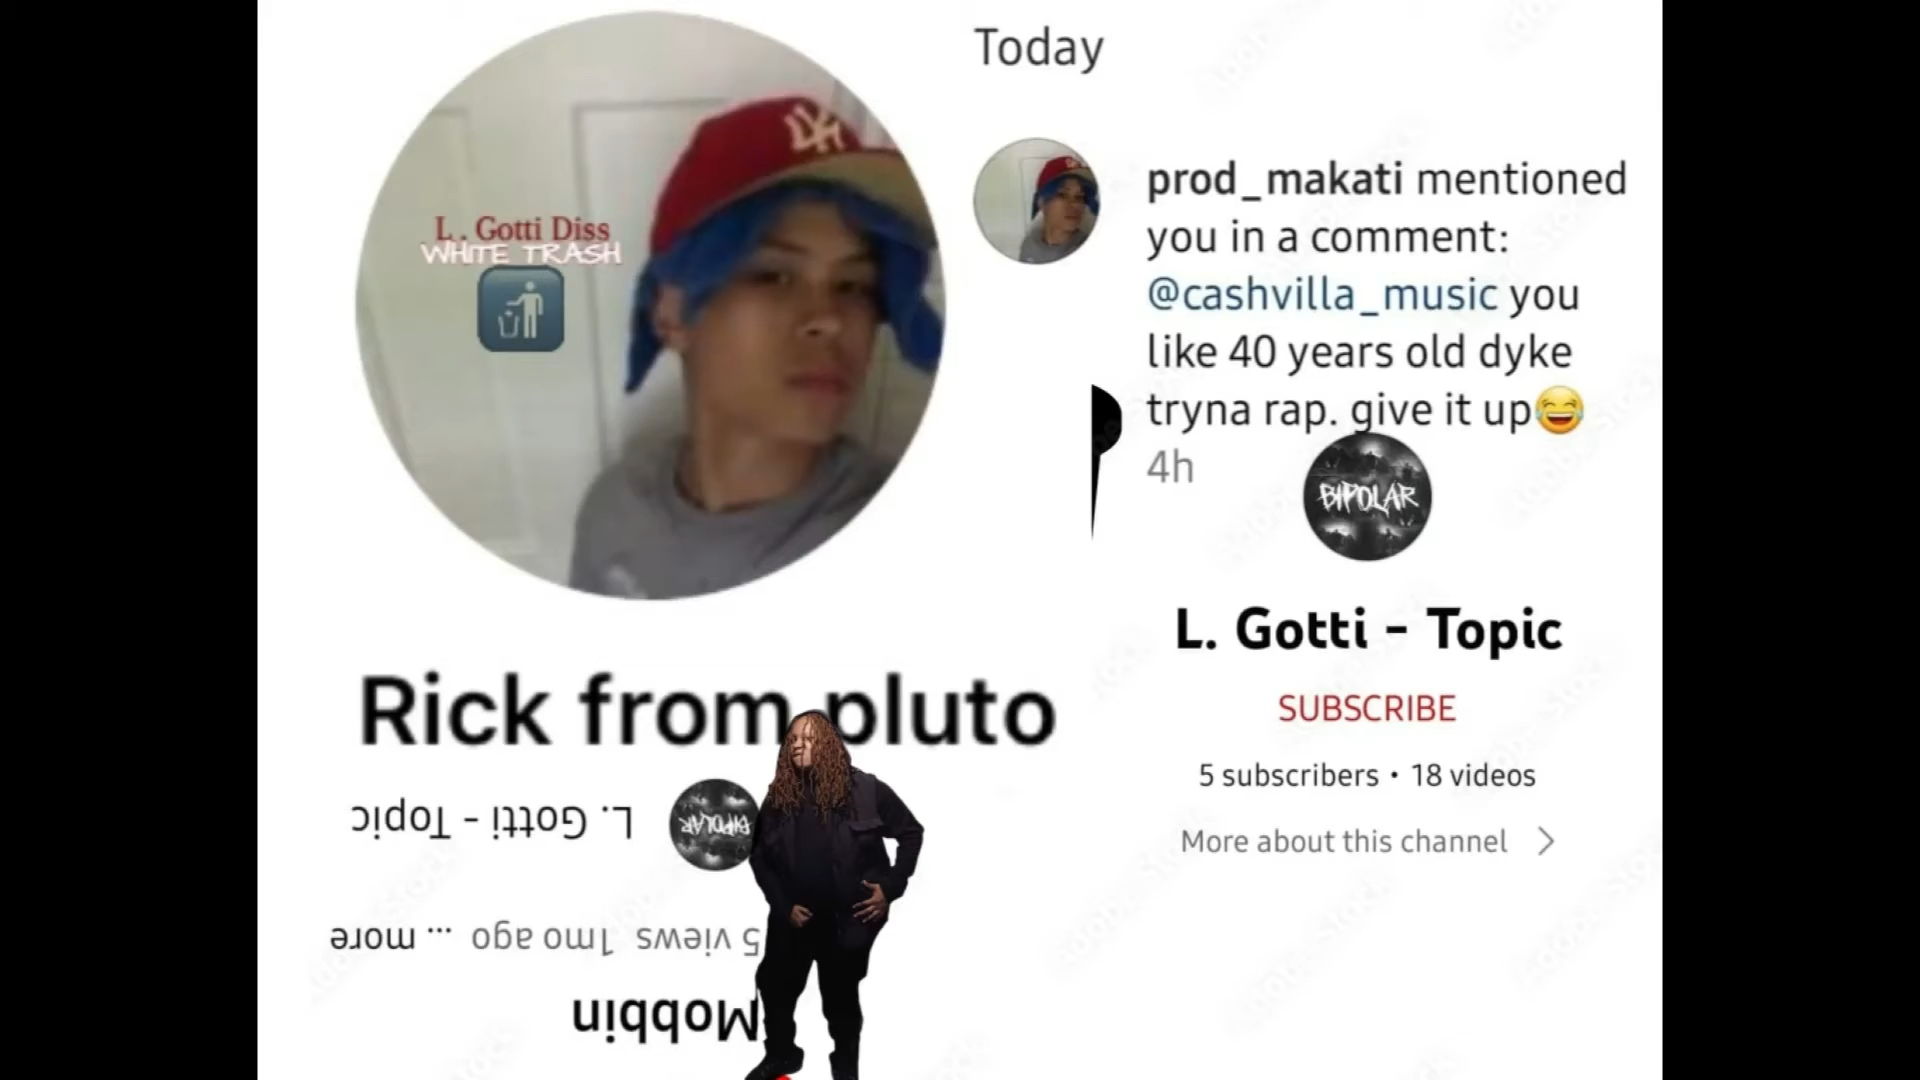 Today
L. Gotti Diss
WHITE TRASH
prod_makati mentioned
you in a comment:
@cashvilla_music you
like 40 years old dyke
tryna rap. give it up😂
4h
BIPOLAR
L. Gotti - Topic
SUBSCRIBE
5 subscribers • 18 videos
More about this channel >
Rick from pluto
L. Gotti - Topic
BIPOLAR
5 views 1mo ago ... more
Mobbin
Adobe Stock